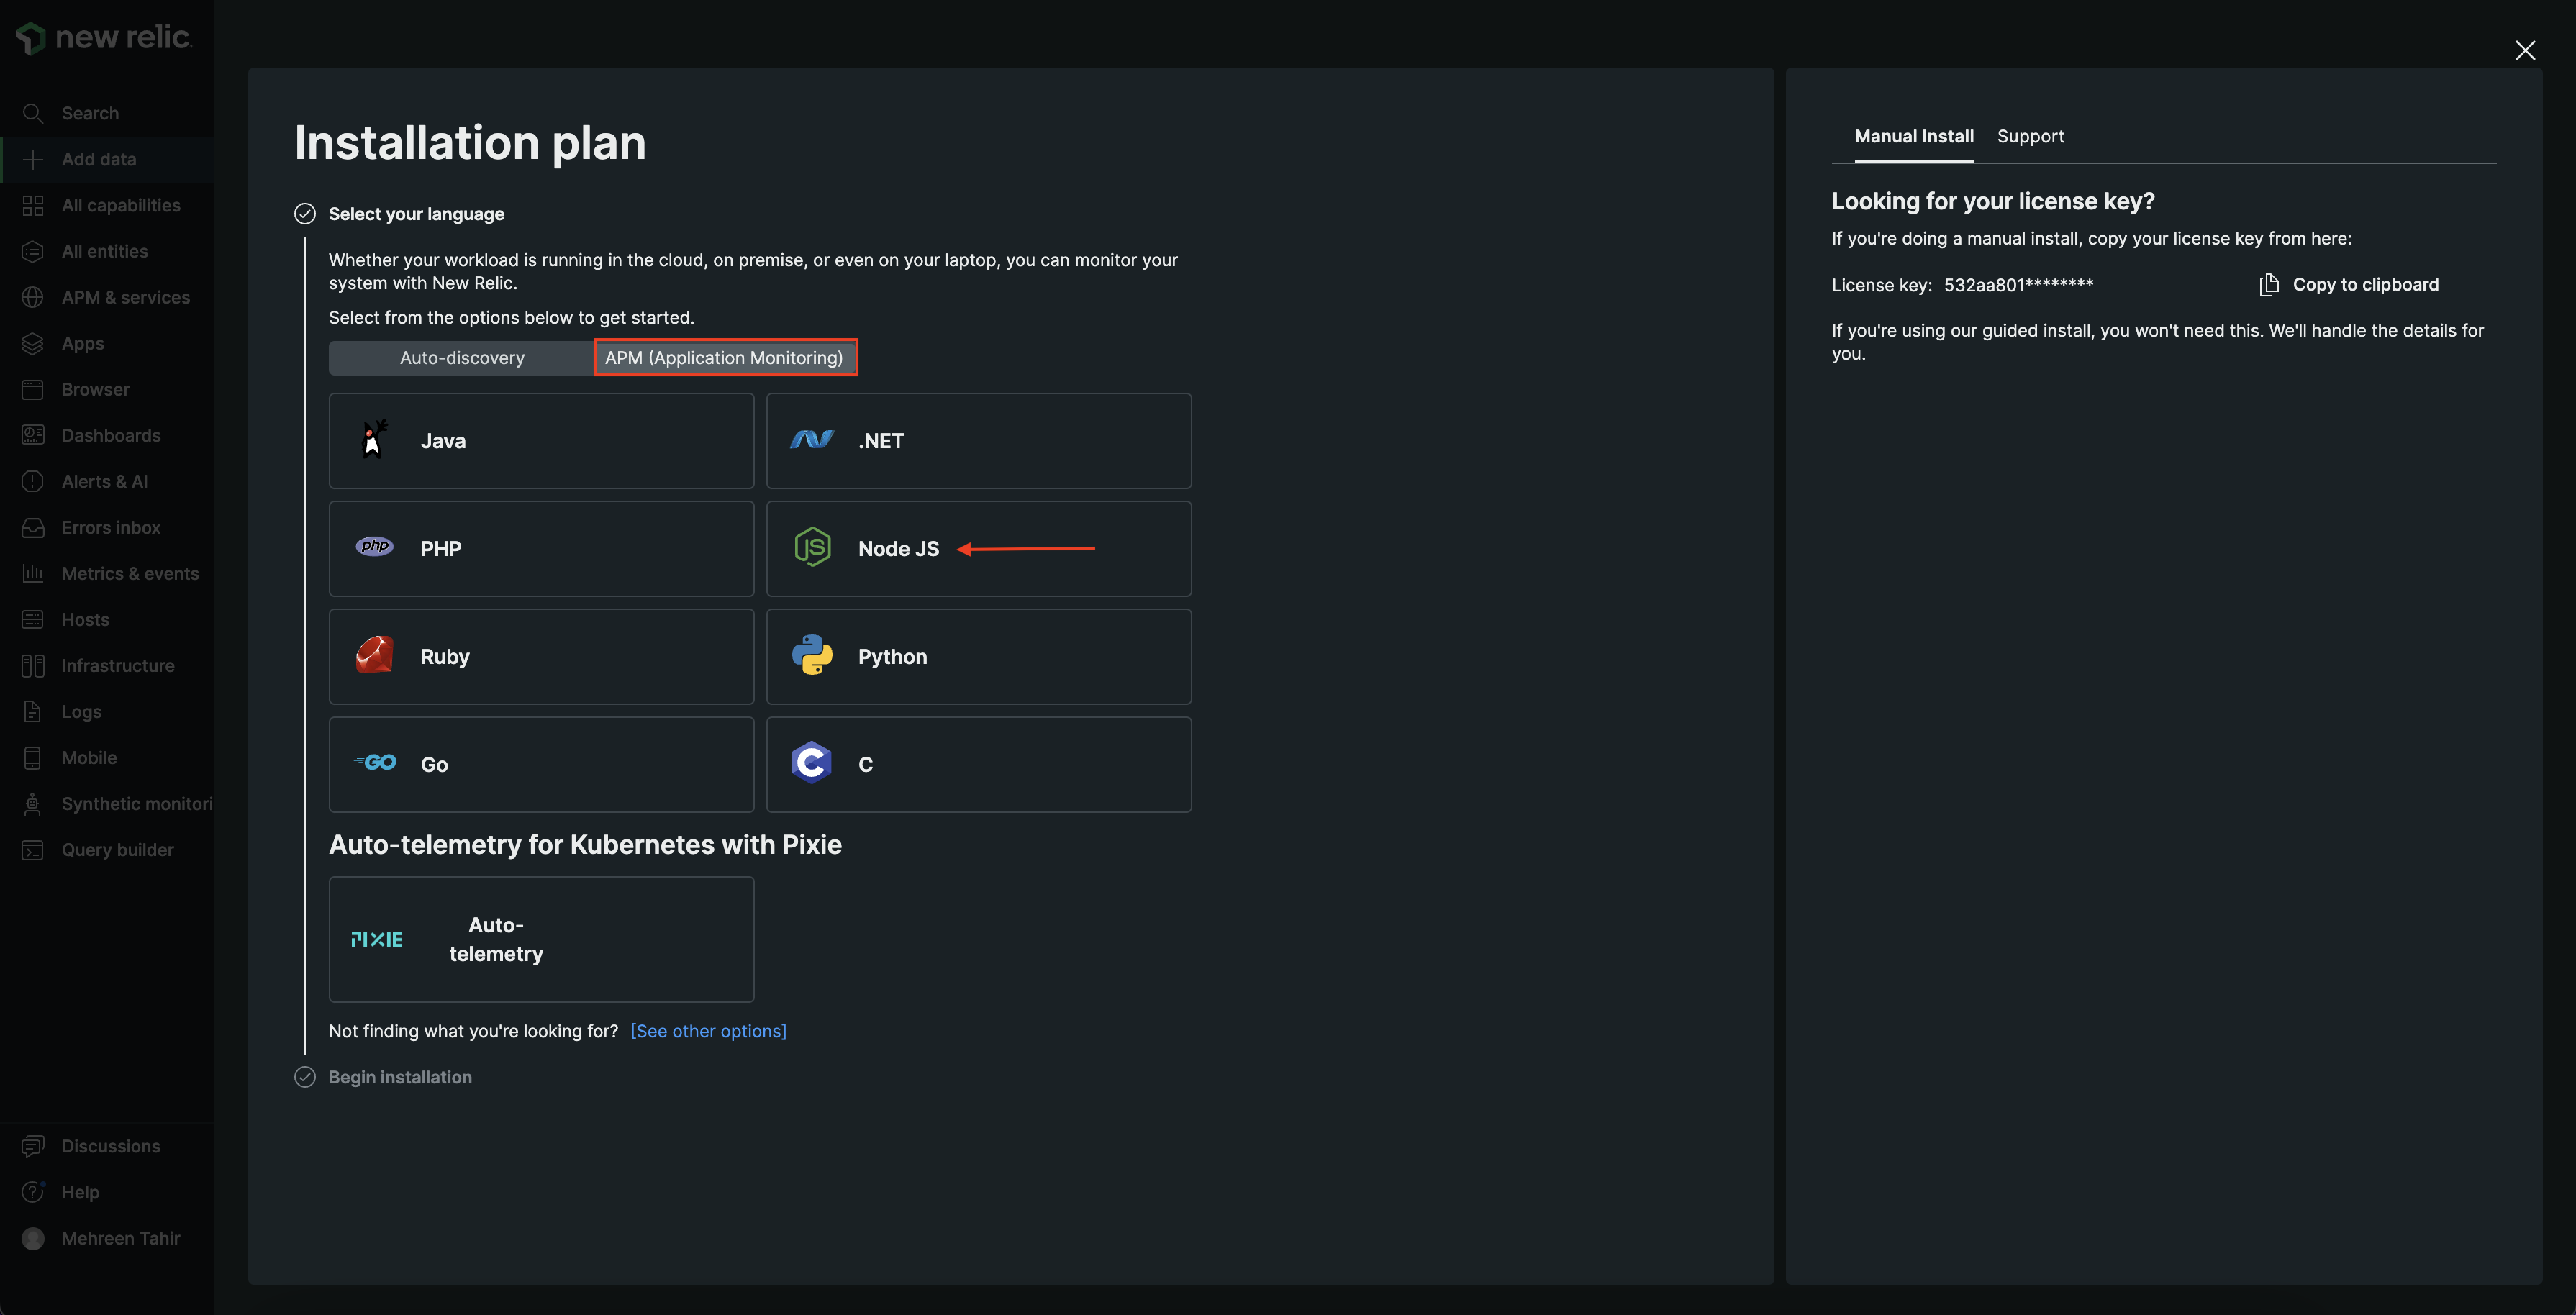 new relic.
Search
Add data
All capabilities
All entities
APM & services
Apps
Browser
Dashboards
Alerts & AI
Errors inbox
Metrics & events
Hosts
Infrastructure
Logs
Mobile
Synthetic monitori
Query builder
Discussions
Help
Mehreen Tahir
Installation plan
Select your language
Whether your workload is running in the cloud, on premise, or even on your laptop, you can monitor your
system with New Relic.
Select from the options below to get started.
Auto-discovery
APM (Application Monitoring)
Java
.NET
php
PHP
JS
Node JS
Ruby
Python
GO
Go
C
C
Auto-telemetry for Kubernetes with Pixie
PIXIE
Auto-
telemetry
Not finding what you're looking for? [See other options]
Begin installation
Manual Install
Support
Looking for your license key?
If you're doing a manual install, copy your license key from here:
License key: 532aa801********
Copy to clipboard
If you're using our guided install, you won't need this. We'll handle the details for
you.